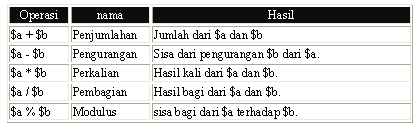 Operasi nama Hasil
$a + $b Penjumlahan Jumlah dari $a dan $b
$a - $b Pengurangan Sisa dari pengurangan $b dari $a.
$a * $b Perkalian Hasil kali dari $a dan $b.
$a / $b Pembagian Hasil bagi dari $a dan $b.
$a % $b Modulus sisa bagi dari $a terhadap $b.